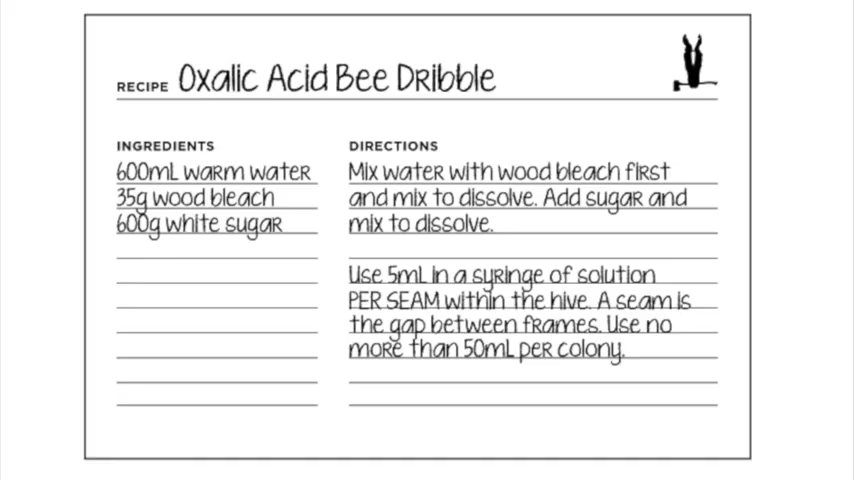 RECIPE Oxalic Acid Bee Dribble
INGREDIENTS
600mL warm water
35g wood bleach
600g white sugar
DIRECTIONS
Mix water with wood bleach first
and mix to dissolve. Add sugar and
mix to dissolve.
Use 5mL in a syringe of solution
PER SEAM within the hive. A seam is
the gap between frames. Use no
more than 50mL per colony.